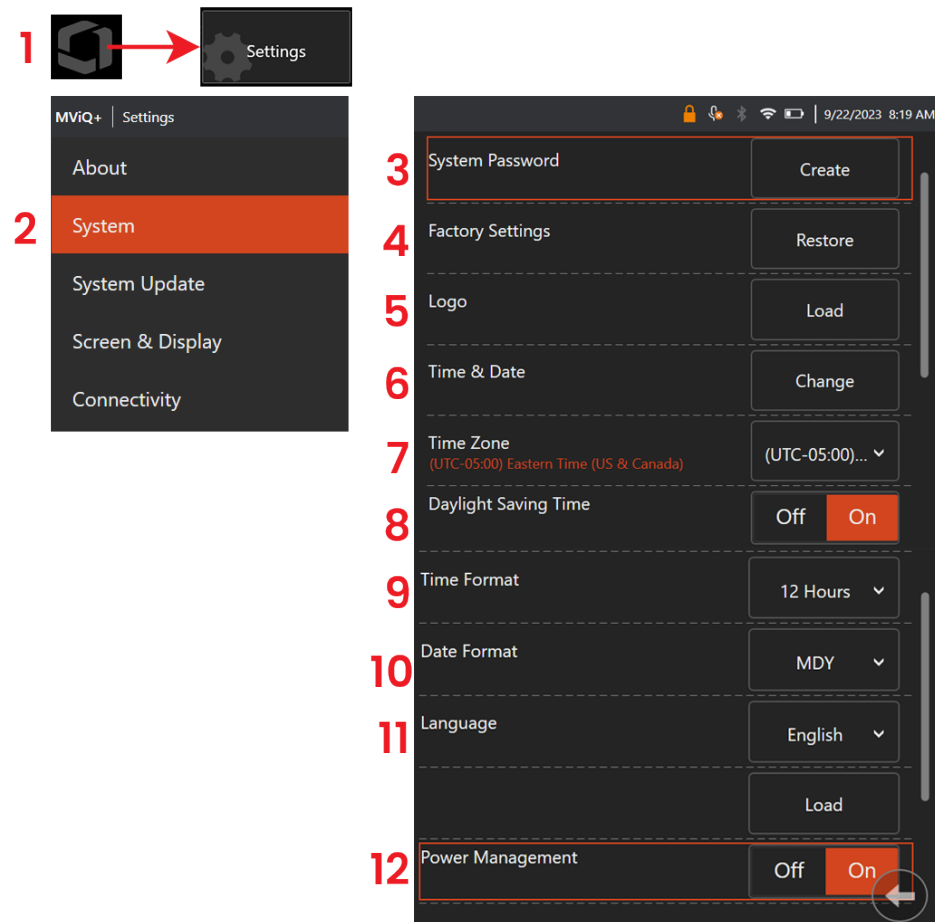 1
Settings
MViQ+ | Settings
About
2 System
System Update
Screen & Display
Connectivity
9/22/2023 8:19 AM
3 System Password Create
4 Factory Settings Restore
5 Logo Load
6 Time & Date Change
7 Time Zone (UTC-05:00)...
(UTC-05:00) Eastern Time (US & Canada)
8 Daylight Saving Time Off On
9 Time Format 12 Hours
10 Date Format MDY
11 Language English
Load
12 Power Management Off On